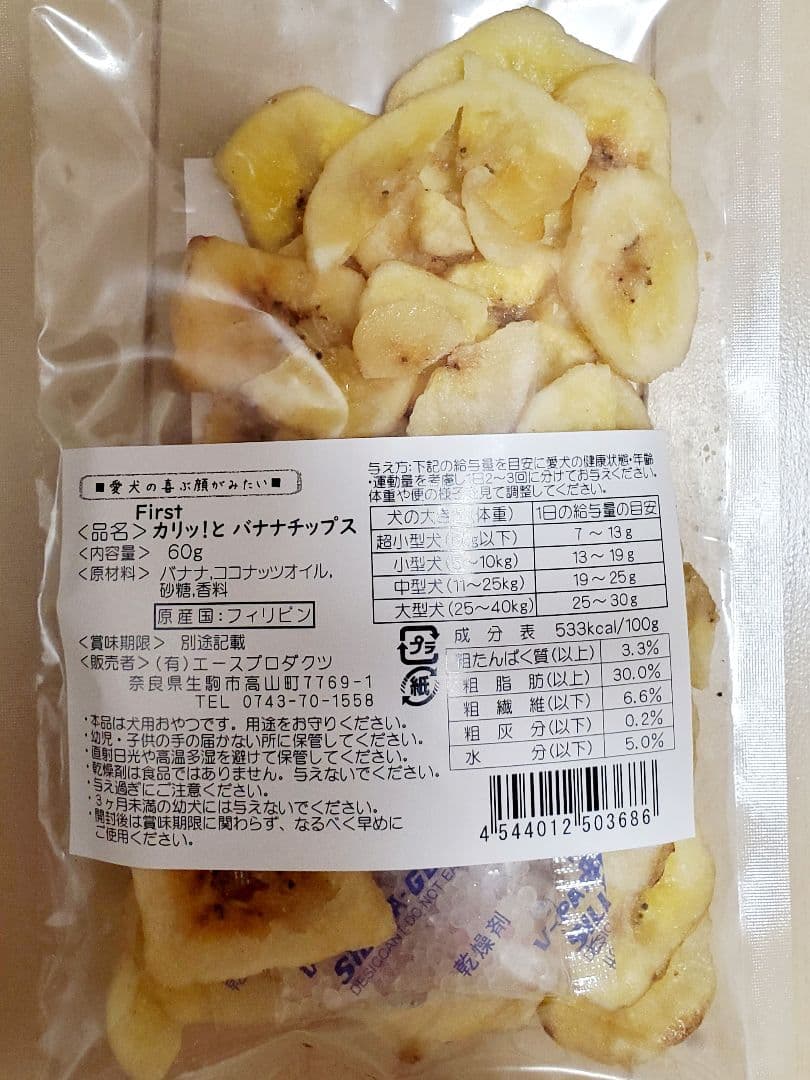 ■愛犬の喜ぶ顔がみたい■
First
<品名> カリッ!と バナナチップス
<内容量> 60g
<原材料> バナナ,ココナッツオイル,
砂糖,香料
原産国:フィリピン
<賞味期限> 別途記載
<販売者> (有)エースプロダクツ
奈良県生駒市高山町7769-1
TEL 0743-70-1558
・本品は犬用おやつです。用途をお守りください。
・幼児・子供の手の届かない所に保管してください。
・直射日光や高温多湿を避けて保管してください。
・乾燥剤は食品ではありません。与えないでください。
・与え過ぎにご注意ください。
・3ヶ月未満の幼犬には与えないでください。
・開封後は賞味期限に関わらず、なるべく早めに
ご使用ください。
与え方:下記の給与量を目安に愛犬の健康状態・年齢
・運動量を考慮し1日2〜3回に分けてお与えください。
体重や便の様子を見て調整してください。
犬の大き 体重) 1日の給与量の目安
超小型犬( g以下) 7〜13g
小型犬( 〜10kg) 13〜19g
中型犬(11〜25kg) 19〜25g
大型犬(25〜40kg) 25〜30g
プラ
紙
成分表 533kcal/100g
粗たんぱく質(以上) 3.3%
粗脂肪(以上) 30.0%
粗繊維(以下) 6.6%
粗灰分(以下) 0.2%
水分(以下) 5.0%
4 544012 503686
DESICCANT DO NOT EA
乾燥剤